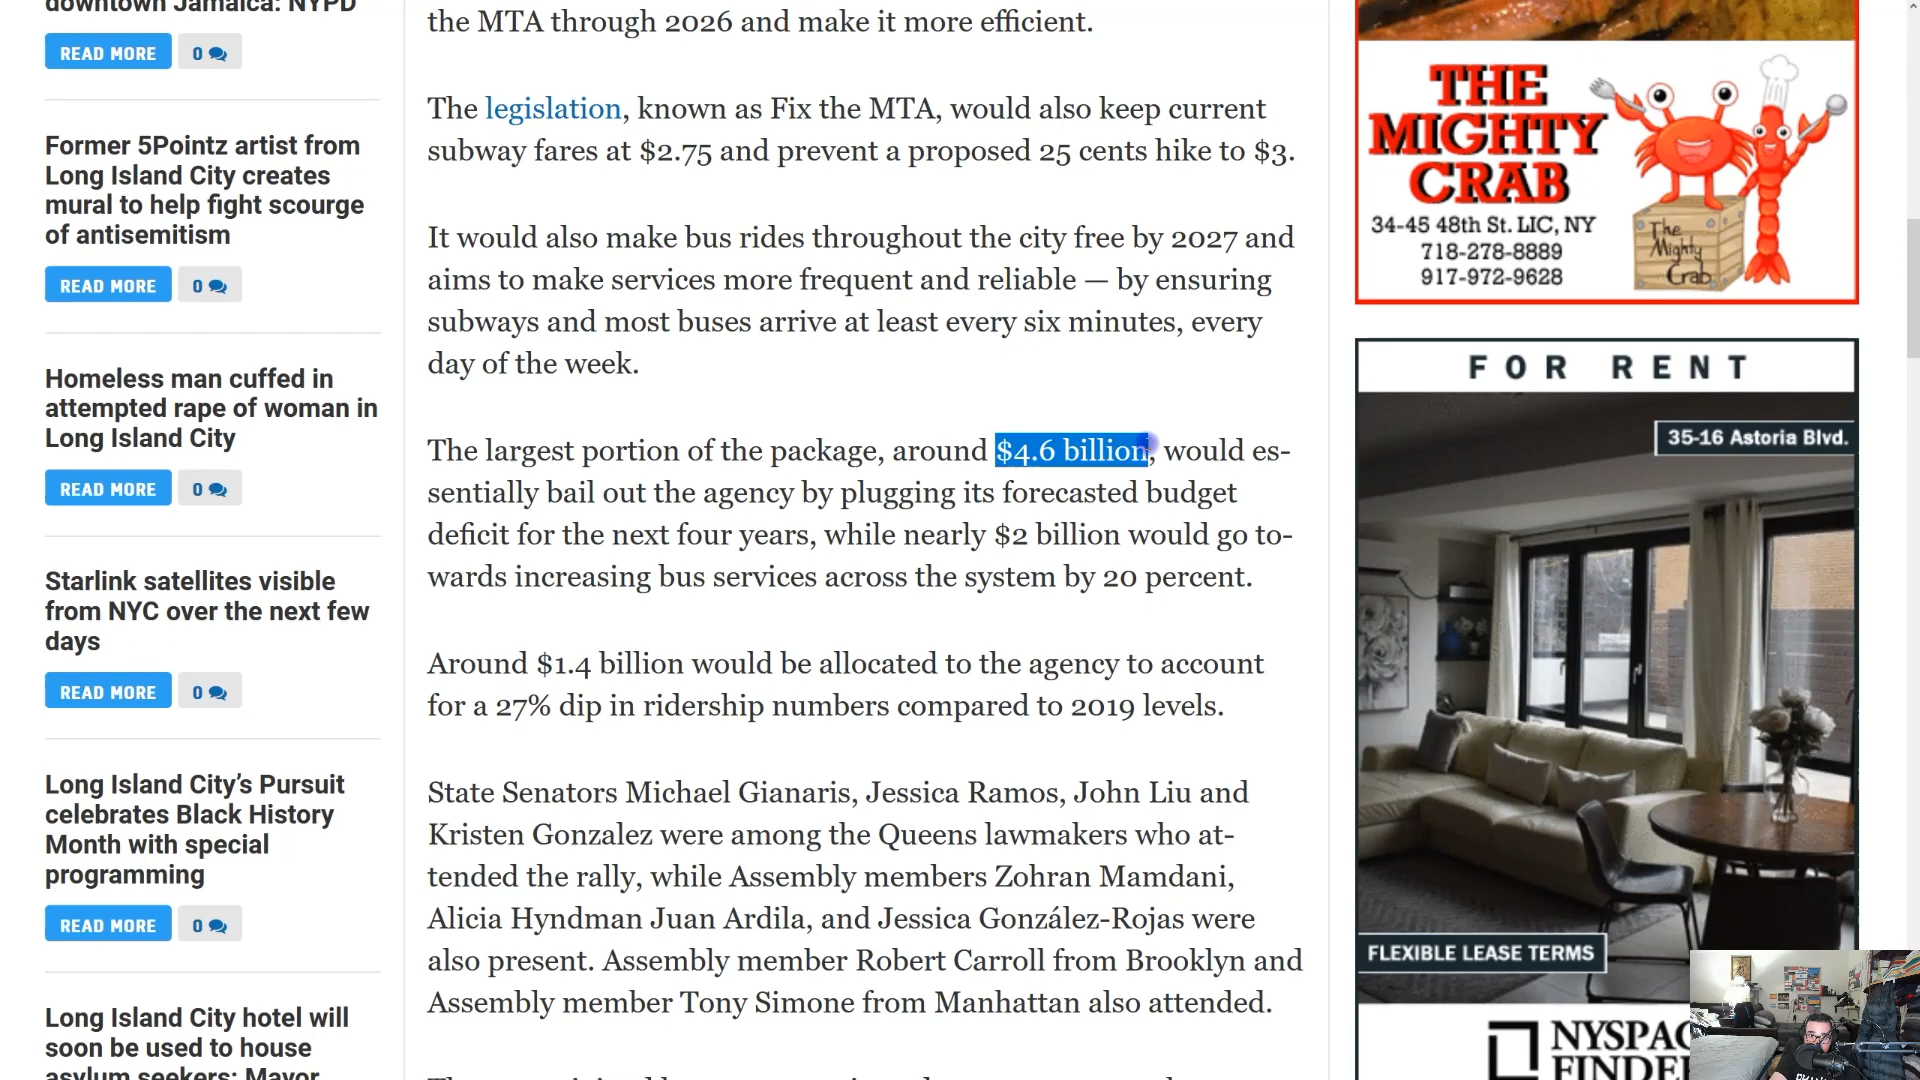 downtown Jamaica: NYPD
READ MORE
0
Former 5Pointz artist from
Long Island City creates
mural to help fight scourge
of antisemitism
READ MORE
0
Homeless man cuffed in
attempted rape of woman in
Long Island City
READ MORE
0
Starlink satellites visible
from NYC over the next few
days
READ MORE
0
Long Island City’s Pursuit
celebrates Black History
Month with special
programming
READ MORE
0
Long Island City hotel will
soon be used to house
asylum seekers: Mayor
the MTA through 2026 and make it more efficient.
The legislation, known as Fix the MTA, would also keep current
subway fares at $2.75 and prevent a proposed 25 cents hike to $3.
It would also make bus rides throughout the city free by 2027 and
aims to make services more frequent and reliable — by ensuring
subways and most buses arrive at least every six minutes, every
day of the week.
The largest portion of the package, around $4.6 billion, would es-
sentially bail out the agency by plugging its forecasted budget
deficit for the next four years, while nearly $2 billion would go to-
wards increasing bus services across the system by 20 percent.
Around $1.4 billion would be allocated to the agency to account
for a 27% dip in ridership numbers compared to 2019 levels.
State Senators Michael Gianaris, Jessica Ramos, John Liu and
Kristen Gonzalez were among the Queens lawmakers who at-
tended the rally, while Assembly members Zohran Mamdani,
Alicia Hyndman Juan Ardila, and Jessica González-Rojas were
also present. Assembly member Robert Carroll from Brooklyn and
Assembly member Tony Simone from Manhattan also attended.
THE
MIGHTY
CRAB
34-45 48th St. LIC, NY
718-278-8889
917-972-9628
The
Mighty
Crab
FOR RENT
35-16 Astoria Blvd.
FLEXIBLE LEASE TERMS